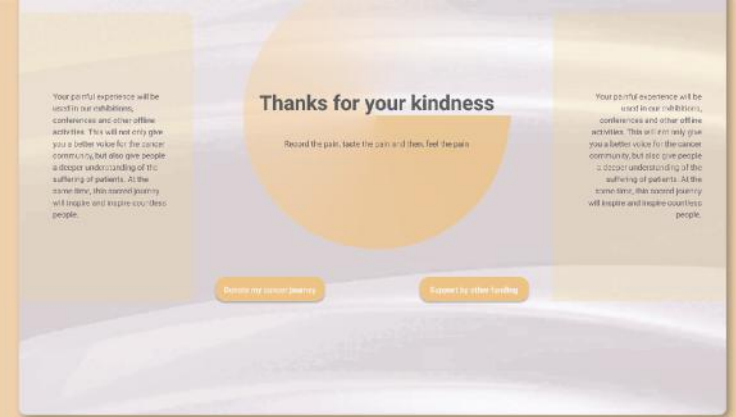 Your painful experience will be
used in our exhibitions,
conferences and other offline
activities. This will not only give
you a better voice for the cancer
community, but also give people
a deeper understanding of the
suffering of patients. At the
same time, this sacred journey
will inspire and inspire countless
people.
Thanks for your kindness
Record the pain, taste the pain and then, feel the pain
Donate my cancer journey
Support by other funding
Your painful experience will be
used in our exhibitions,
conferences and other offline
activities. This will not only give
you a better voice for the cancer
community, but also give people
a deeper understanding of the
suffering of patients. At the
same time, this sacred journey
will inspire and inspire countless
people.